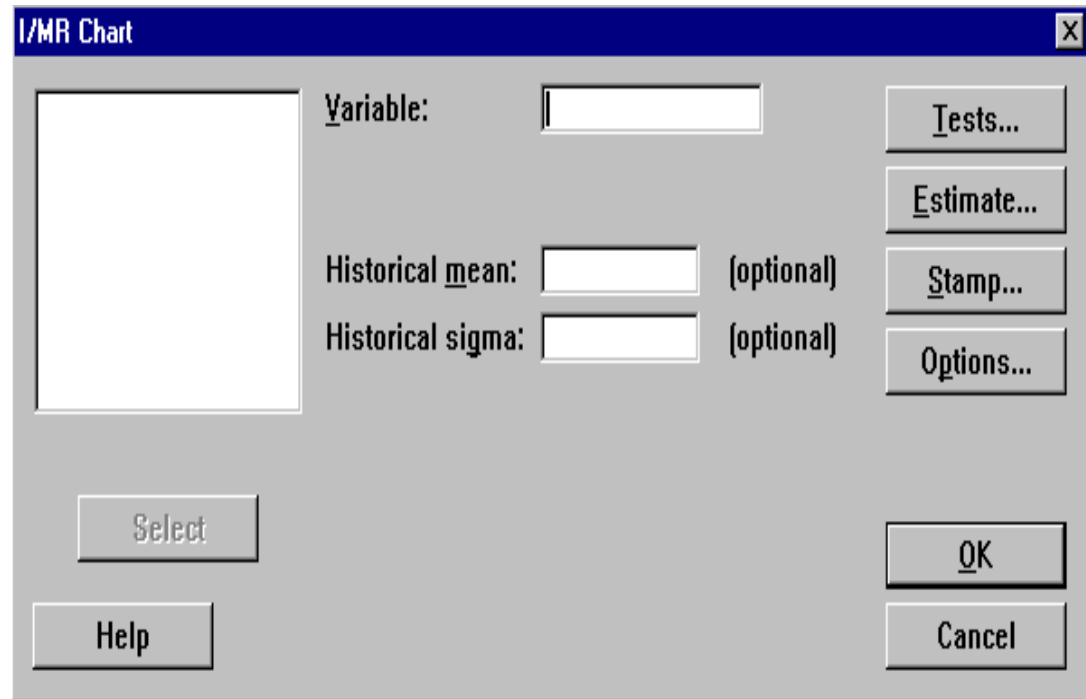 I/MR Chart
X
Variable:
Tests...
Estimate...
Historical mean: (optional)
Stamp...
Historical sigma: (optional)
Options...
Select
OK
Help
Cancel